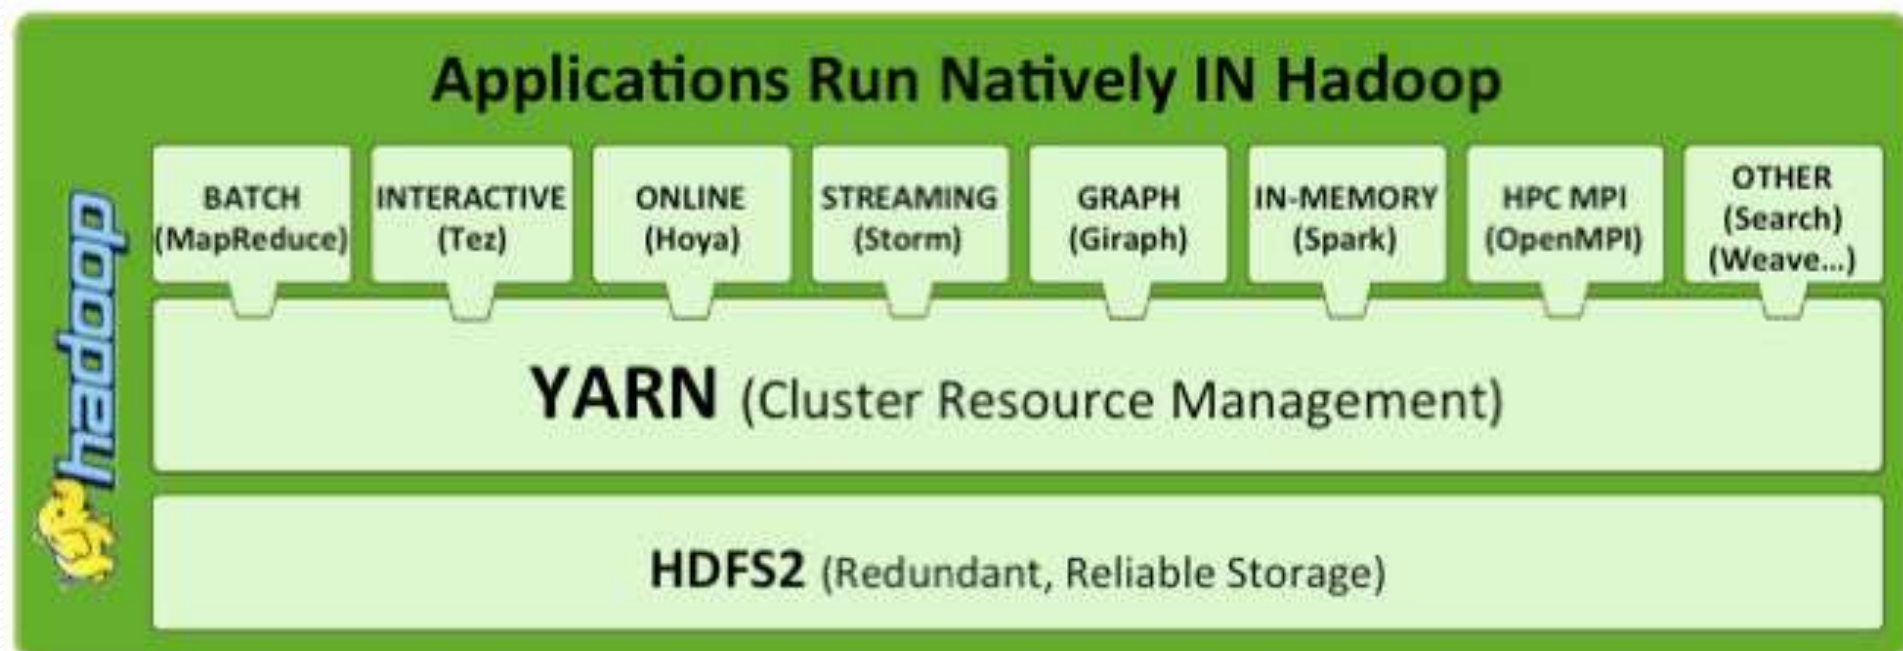 Applications Run Natively IN Hadoop
BATCH
(MapReduce)
INTERACTIVE
(Tez)
ONLINE
(Hoya)
STREAMING
(Storm)
GRAPH
(Giraph)
IN-MEMORY
(Spark)
HPC MPI
(OpenMPI)
OTHER
(Search)
(Weave...)
hadoop
YARN (Cluster Resource Management)
HDFS2 (Redundant, Reliable Storage)